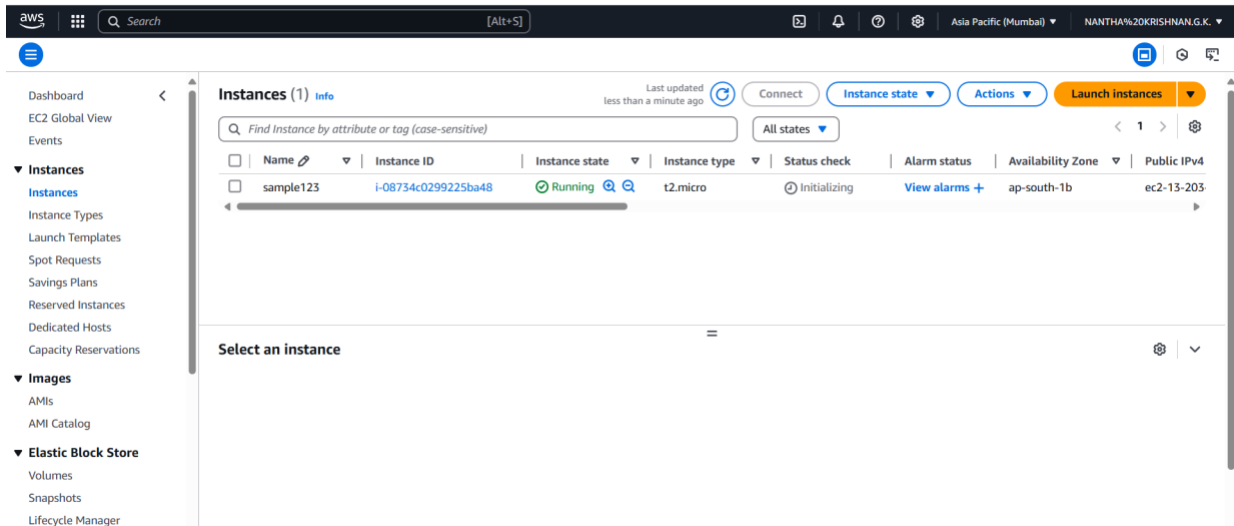 aws
Search [Alt+S]
Asia Pacific (Mumbai)
NANTHA%20KRISHNAN.G.K.
Dashboard
EC2 Global View
Events
Instances
Instances
Instance Types
Launch Templates
Spot Requests
Savings Plans
Reserved Instances
Dedicated Hosts
Capacity Reservations
Images
AMIs
AMI Catalog
Elastic Block Store
Volumes
Snapshots
Lifecycle Manager
Instances (1) Info
Last updated
less than a minute ago
Connect
Instance state
Actions
Launch instances
Find Instance by attribute or tag (case-sensitive)
All states
1
Name Instance ID Instance state Instance type Status check Alarm status Availability Zone Public IPv4
sample123 i-08734c0299225ba48 Running t2.micro Initializing View alarms + ap-south-1b ec2-13-203-
Select an instance